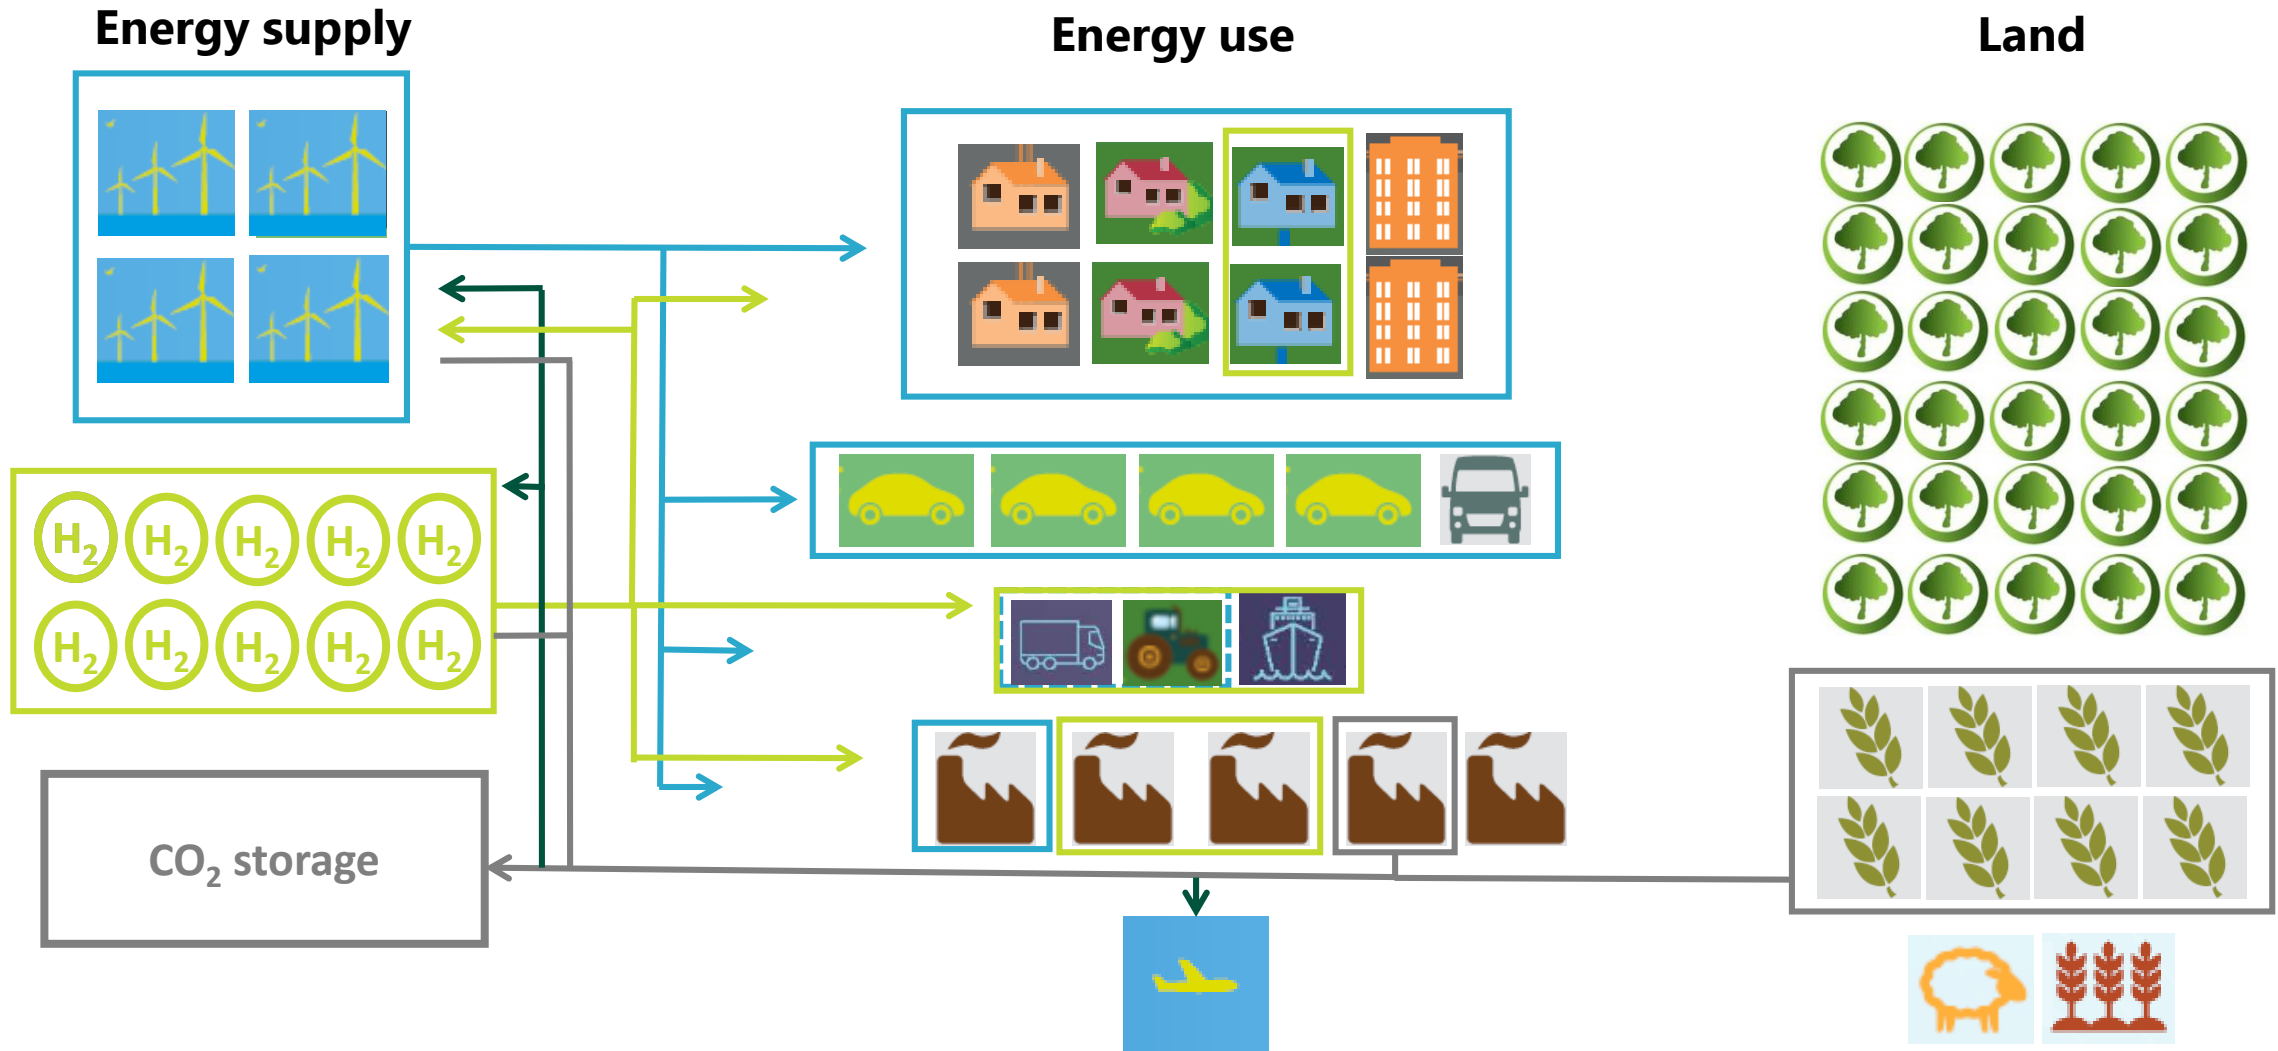 Energy supply
Energy use
Land
H₂ H₂ H₂ H₂ H₂
H₂ H₂ H₂ H₂ H₂
CO₂ storage